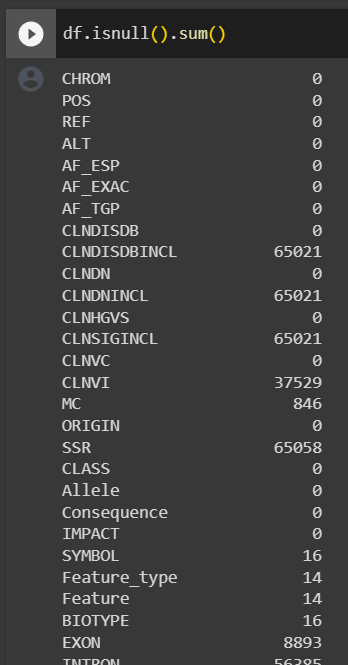 df.isnull().sum()
CHROM 0
POS 0
REF 0
ALT 0
AF_ESP 0
AF_EXAC 0
AF_TGP 0
CLNDISDB 0
CLNDISDBINCL 65021
CLNDN 0
CLNDNINCL 65021
CLNHGVS 0
CLNSIGINCL 65021
CLNVC 0
CLNVI 37529
MC 846
ORIGIN 0
SSR 65058
CLASS 0
Allele 0
Consequence 0
IMPACT 0
SYMBOL 16
Feature_type 14
Feature 14
BIOTYPE 16
EXON 8893
INTRON 56385